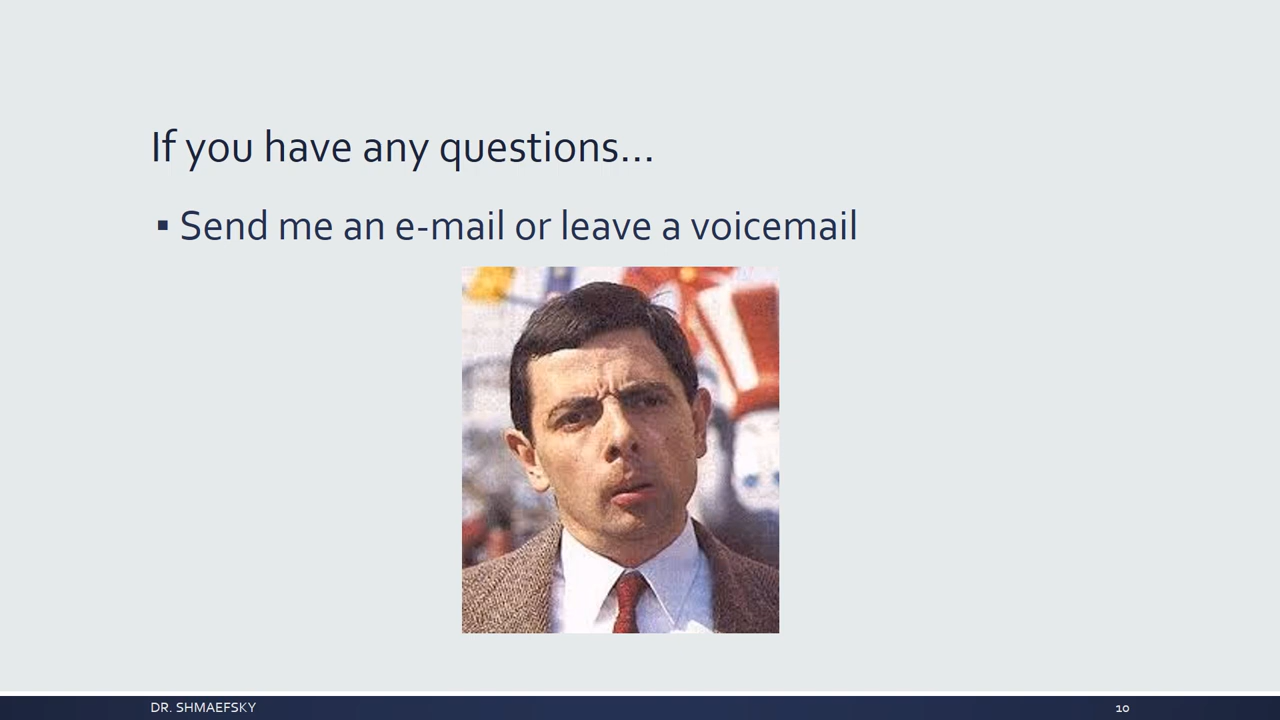 If you have any questions...
▪ Send me an e-mail or leave a voicemail
DR. SHMAEFSKY
10